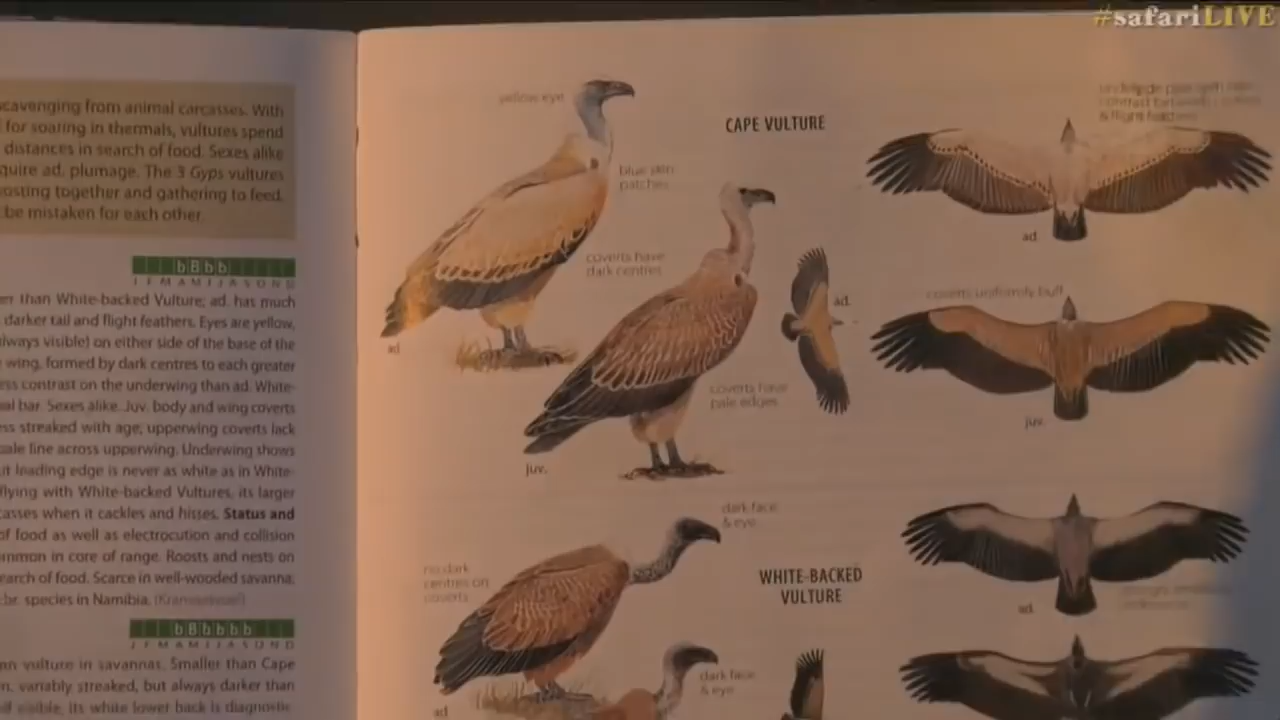 #safariLIVE
scavenging from animal carcasses. With
for soaring in thermals, vultures spend
distances in search of food. Sexes alike
quire ad. plumage. The 3 Gyps vultures
osting together and gathering to feed.
be mistaken for each other.
bBbb
J F M A M J J A S O N D
er than White-backed Vulture; ad. has much
darker tail and flight feathers. Eyes are yellow,
always visible) on either side of the base of the
wing, formed by dark centres to each greater
ess contrast on the underwing than ad. White-
al bar. Sexes alike. Juv. body and wing coverts
ess streaked with age; upperwing coverts lack
pale line across upperwing. Underwing shows
it leading edge is never as white as in White-
flying with White-backed Vultures, its larger
casses when it cackles and hisses. Status and
of food as well as electrocution and collision
mmon in core of range. Roosts and nests on
earch of food. Scarce in well-wooded savanna;
br. species in Namibia.
bBbbbb
J F M A M J J A S O N D
an vulture in savannas. Smaller than Cape
n, variably streaked, but always darker than
if visible, its white lower back is diagnostic.
yellow eye
CAPE VULTURE
& flight feathers
blue skin
patches
ad.
coverts have
dark centres
coverts uniformly buff
ad.
ad.
coverts have
pale edges
juv.
juv.
dark face
& eye
no dark
centres on
coverts
WHITE-BACKED
VULTURE
ad.
dark face
& eye
ad.